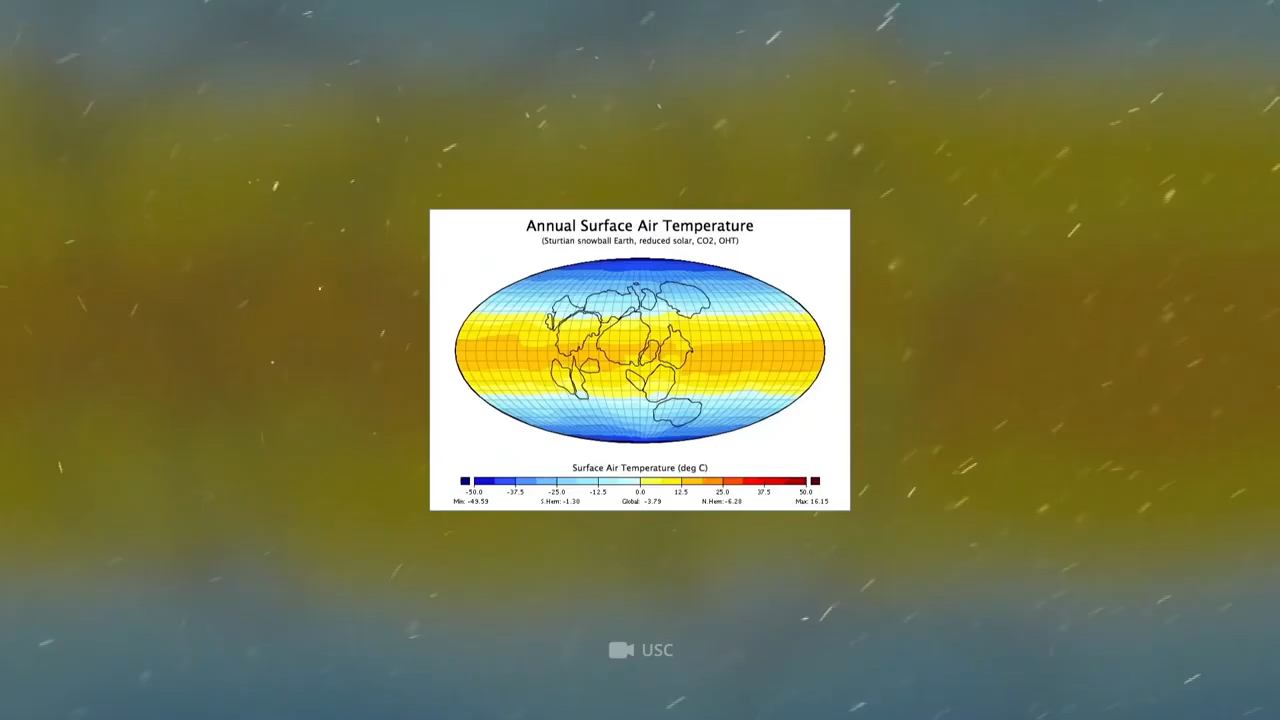 Annual Surface Air Temperature
(Sturtian snowball Earth, reduced solar, CO2, OHT)
Surface Air Temperature (deg C)
-50.0 -37.5 -25.0 -12.5 0.0 12.5 25.0 37.5 50.0
Min: -49.59 S.Hem: -1.30 Global: -3.79 N.Hem: -6.28 Max: 16.15
USC